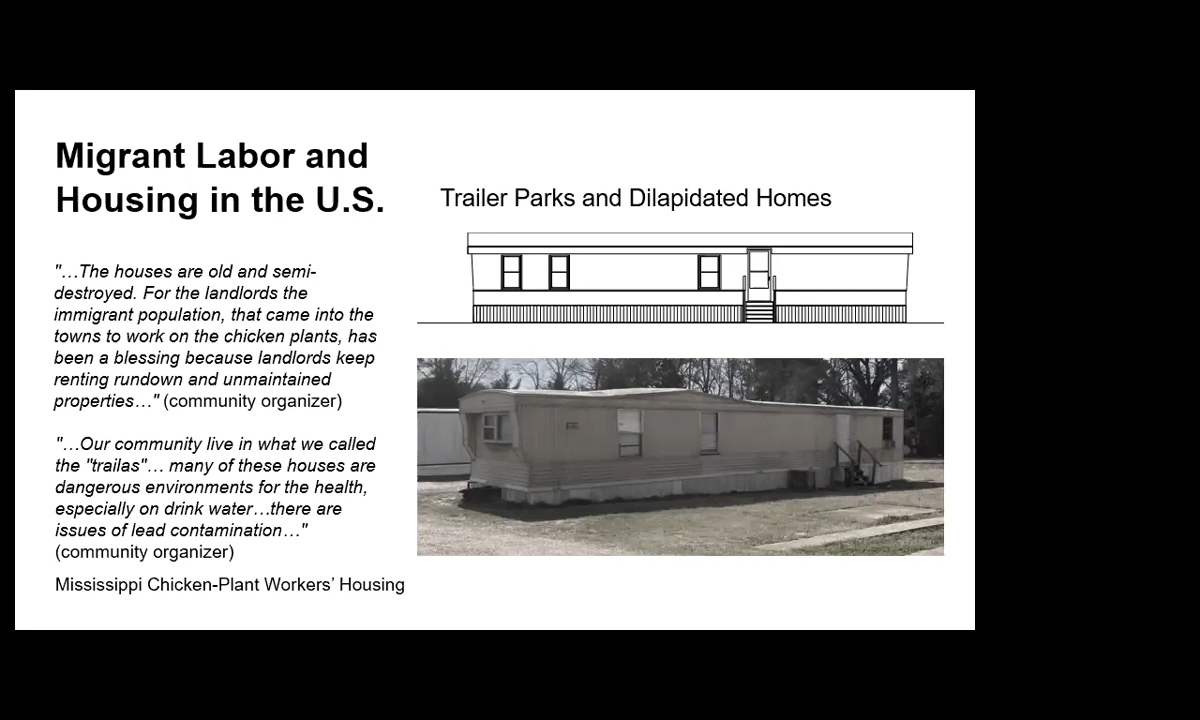 Migrant Labor and
Housing in the U.S.
"…The houses are old and semi-
destroyed. For the landlords the
immigrant population, that came into the
towns to work on the chicken plants, has
been a blessing because landlords keep
renting rundown and unmaintained
properties…" (community organizer)
"…Our community live in what we called
the "trailas"… many of these houses are
dangerous environments for the health,
especially on drink water…there are
issues of lead contamination…"
(community organizer)
Mississippi Chicken-Plant Workers’ Housing
Trailer Parks and Dilapidated Homes